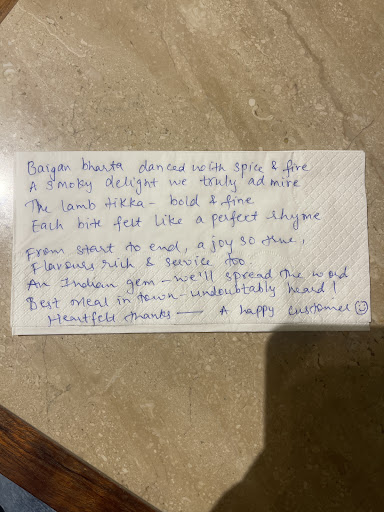 Baigan bharta danced with spice & fire
A smoky delight we truly admire
The lamb tikka - bold & fine
Each bite felt like a perfect rhyme
From start to end, a joy so true,
Flavours rich & service too.
An Indian gem - we'll spread the word
Best meal in town - undoubtably heard!
Heartfelt thanks — A happy customer ☺